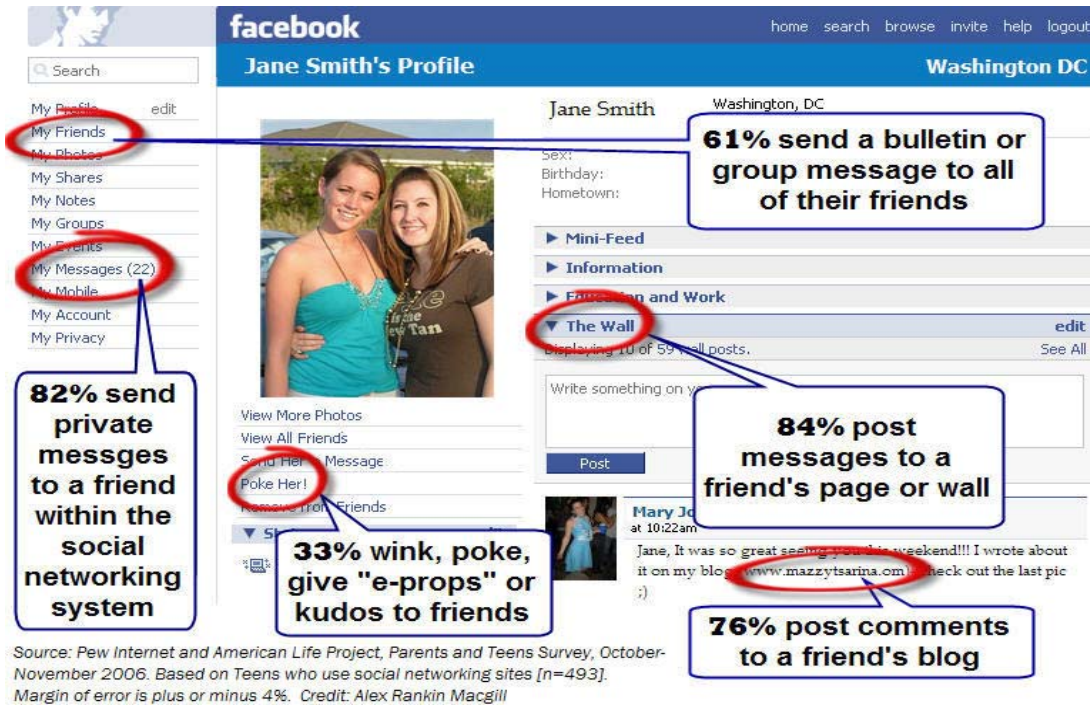 facebook
home search browse invite help logout
Search
Jane Smith's Profile
Washington DC
My Profile edit
My Friends
My Photos
My Shares
My Notes
My Groups
My Events
My Messages (22)
My Mobile
My Account
My Privacy
82% send
private
messges
to a friend
within the
social
networking
system
is the
New Tan
View More Photos
View All Friends
Send Her a Message
Poke Her!
Remove from Friends
33% wink, poke,
give "e-props" or
kudos to friends
Jane Smith
Washington, DC
61% send a bulletin or
group message to all
of their friends
Sex:
Birthday:
Hometown:
Mini-Feed
Information
Education and Work
The Wall edit
Displaying 10 of 59 wall posts. See All
Write something on
84% post
messages to a
friend's page or wall
Post
Mary
at 10:22am
Jane, It was so great seeing you this weekend!!! I wrote about
it on my blog (www.mazzytsarina.om) check out the last pic
;)
76% post comments
to a friend's blog
Source: Pew Internet and American Life Project, Parents and Teens Survey, October-
November 2006. Based on Teens who use social networking sites [n=493].
Margin of error is plus or minus 4%. Credit: Alex Rankin Macgill